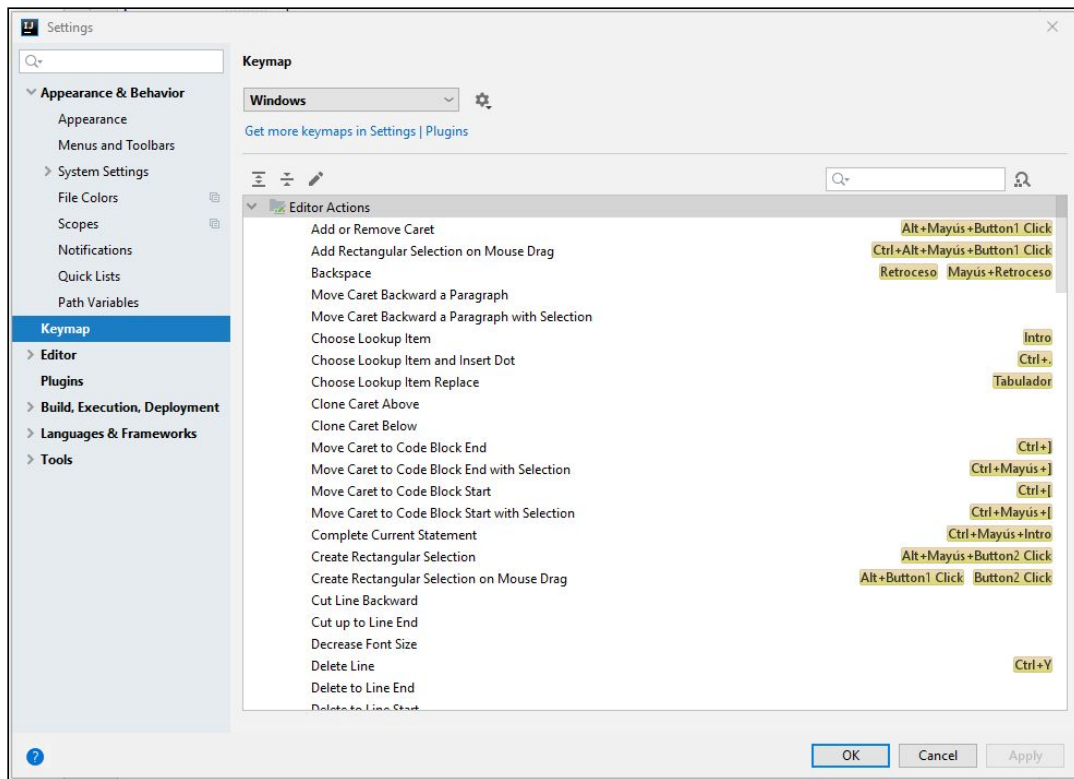 IJ Settings
Appearance & Behavior
Appearance
Menus and Toolbars
System Settings
File Colors
Scopes
Notifications
Quick Lists
Path Variables
Keymap
Editor
Plugins
Build, Execution, Deployment
Languages & Frameworks
Tools
Keymap
Windows
Get more keymaps in Settings | Plugins
Editor Actions
Add or Remove Caret Alt+Mayús+Button1 Click
Add Rectangular Selection on Mouse Drag Ctrl+Alt+Mayús+Button1 Click
Backspace Retroceso Mayús+Retroceso
Move Caret Backward a Paragraph
Move Caret Backward a Paragraph with Selection
Choose Lookup Item Intro
Choose Lookup Item and Insert Dot Ctrl+.
Choose Lookup Item Replace Tabulador
Clone Caret Above
Clone Caret Below
Move Caret to Code Block End Ctrl+]
Move Caret to Code Block End with Selection Ctrl+Mayús+]
Move Caret to Code Block Start Ctrl+[
Move Caret to Code Block Start with Selection Ctrl+Mayús+[
Complete Current Statement Ctrl+Mayús+Intro
Create Rectangular Selection Alt+Mayús+Button2 Click
Create Rectangular Selection on Mouse Drag Alt+Button1 Click Button2 Click
Cut Line Backward
Cut up to Line End
Decrease Font Size
Delete Line Ctrl+Y
Delete to Line End
Delete to Line Start
? OK Cancel Apply